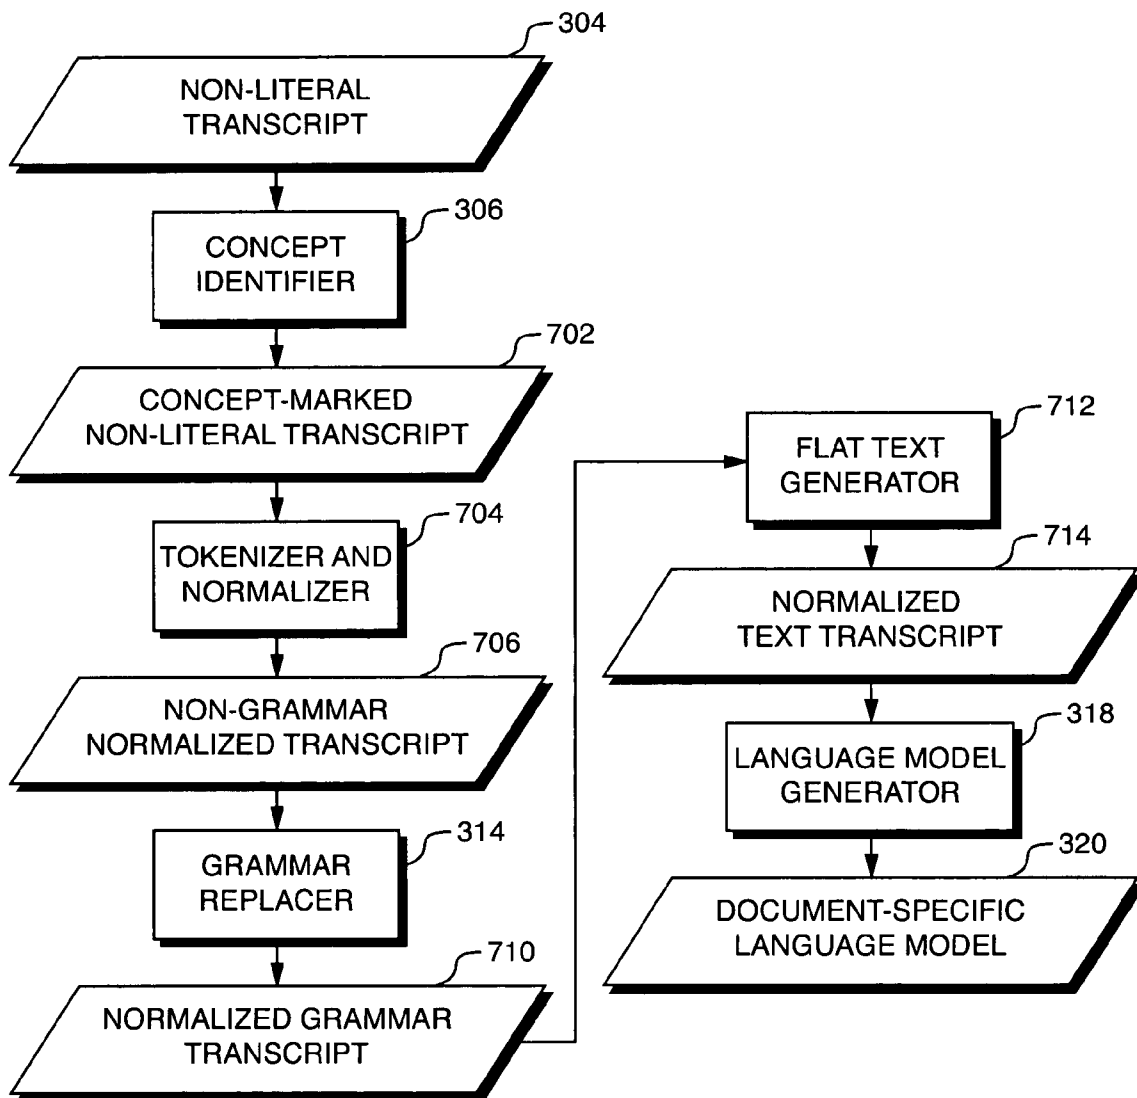 304
NON-LITERAL
TRANSCRIPT
306
CONCEPT
IDENTIFIER
702
CONCEPT-MARKED
NON-LITERAL TRANSCRIPT
704
TOKENIZER AND
NORMALIZER
706
NON-GRAMMAR
NORMALIZED TRANSCRIPT
314
GRAMMAR
REPLACER
710
NORMALIZED GRAMMAR
TRANSCRIPT
712
FLAT TEXT
GENERATOR
714
NORMALIZED
TEXT TRANSCRIPT
318
LANGUAGE MODEL
GENERATOR
320
DOCUMENT-SPECIFIC
LANGUAGE MODEL